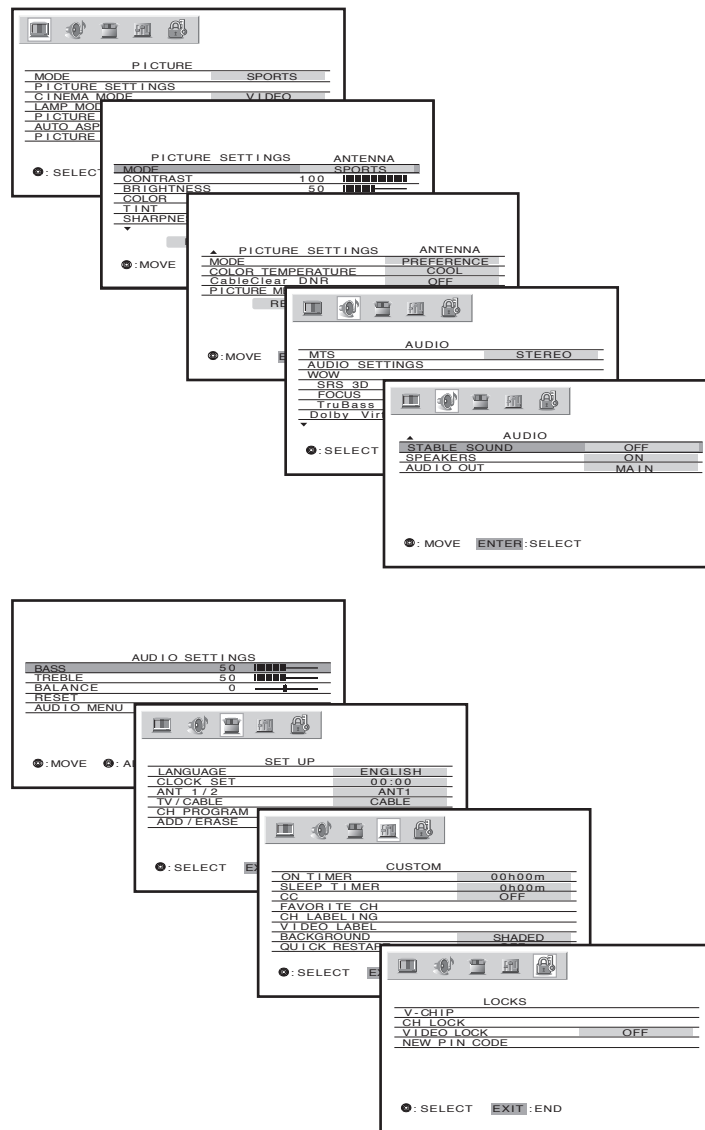 PICTURE
MODE SPORTS
PICTURE SETTINGS
CINEMA MODE VIDEO
LAMP MOD
PICTURE
AUTO ASP
PICTURE
: SELECT
PICTURE SETTINGS ANTENNA
MODE SPORTS
CONTRAST 100
BRIGHTNESS 50
COLOR
TINT
SHARPNE
:MOVE
PICTURE SETTINGS ANTENNA
MODE PREFERENCE
COLOR TEMPERATURE COOL
CableClear DNR OFF
PICTURE M
RE
:MOVE E
AUDIO
MTS STEREO
AUDIO SETTINGS
WOW
SRS 3D
FOCUS
TruBass
Dolby Virt
:SELECT
AUDIO
STABLE SOUND OFF
SPEAKERS ON
AUDIO OUT MAIN
: MOVE ENTER:SELECT
AUDIO SETTINGS
BASS 50
TREBLE 50
BALANCE 0
RESET
AUDIO MENU
:MOVE : A
SET UP
LANGUAGE ENGLISH
CLOCK SET 00:00
ANT 1/2 ANT1
TV/CABLE CABLE
CH PROGRAM
ADD/ERASE
: SELECT EX
CUSTOM
ON TIMER 00h00m
SLEEP TIMER 0h00m
CC OFF
FAVORITE CH
CH LABELING
VIDEO LABEL
BACKGROUND SHADED
QUICK RESTART
: SELECT E
LOCKS
V-CHIP
CH LOCK
VIDEO LOCK OFF
NEW PIN CODE
: SELECT EXIT :END